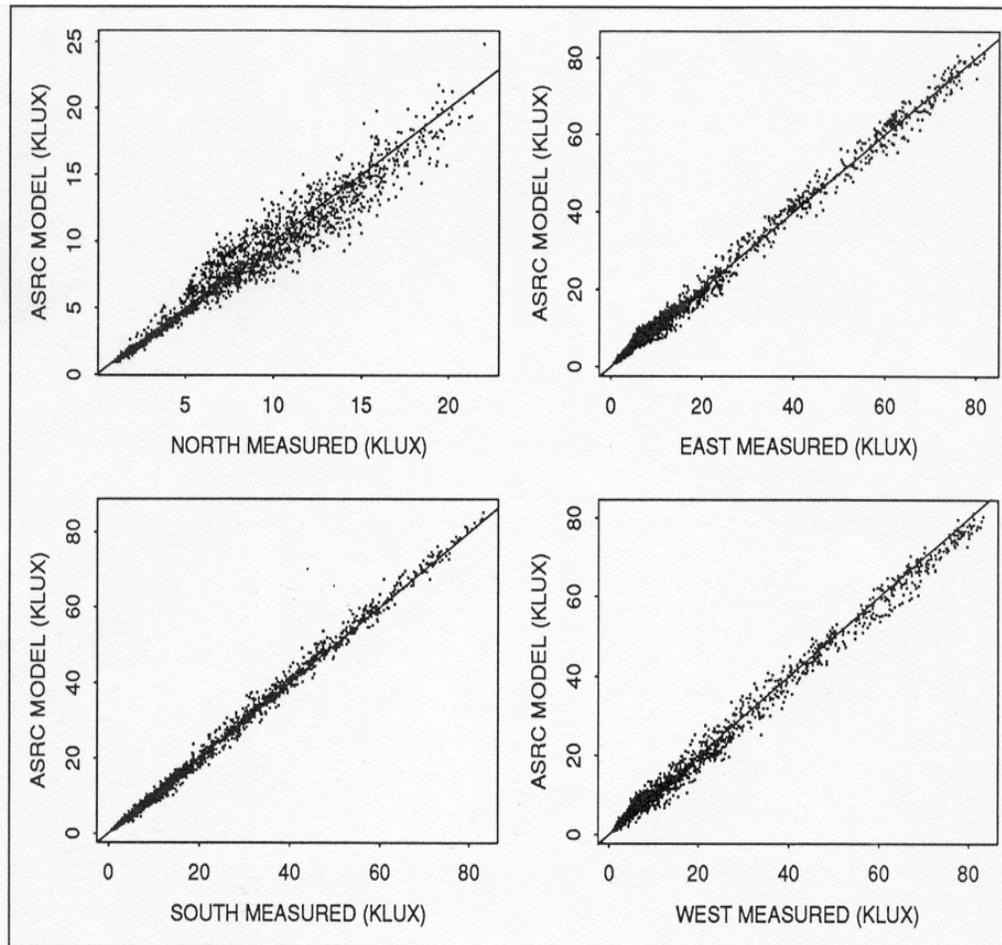 25
20
15
10
5
0
ASRC MODEL (KLUX)
5 10 15 20
NORTH MEASURED (KLUX)
80
60
40
20
0
ASRC MODEL (KLUX)
0 20 40 60 80
EAST MEASURED (KLUX)
80
60
40
20
0
ASRC MODEL (KLUX)
0 20 40 60 80
SOUTH MEASURED (KLUX)
80
60
40
20
0
ASRC MODEL (KLUX)
0 20 40 60 80
WEST MEASURED (KLUX)